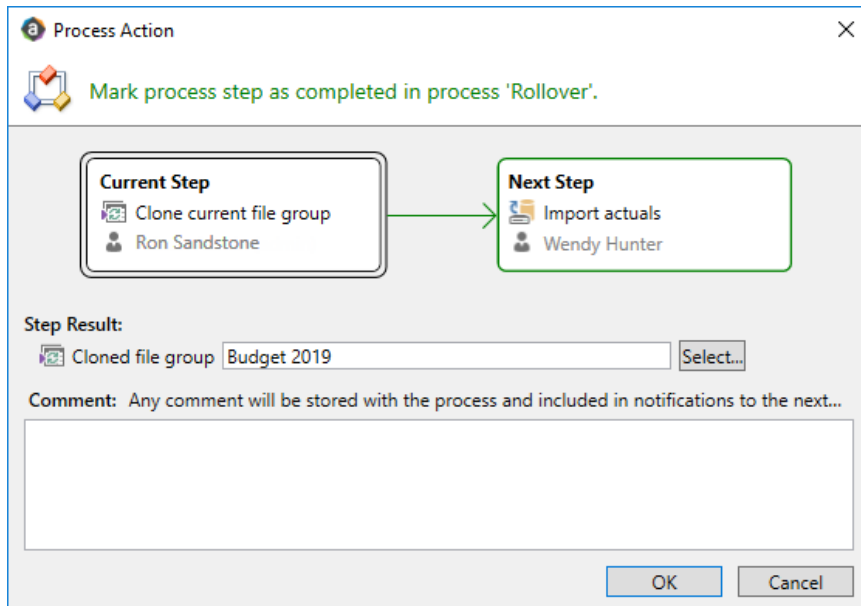 Process Action
Mark process step as completed in process 'Rollover'.
Current Step
Clone current file group
Ron Sandstone
Next Step
Import actuals
Wendy Hunter
Step Result:
Cloned file group Budget 2019 Select...
Comment: Any comment will be stored with the process and included in notifications to the next...
OK Cancel